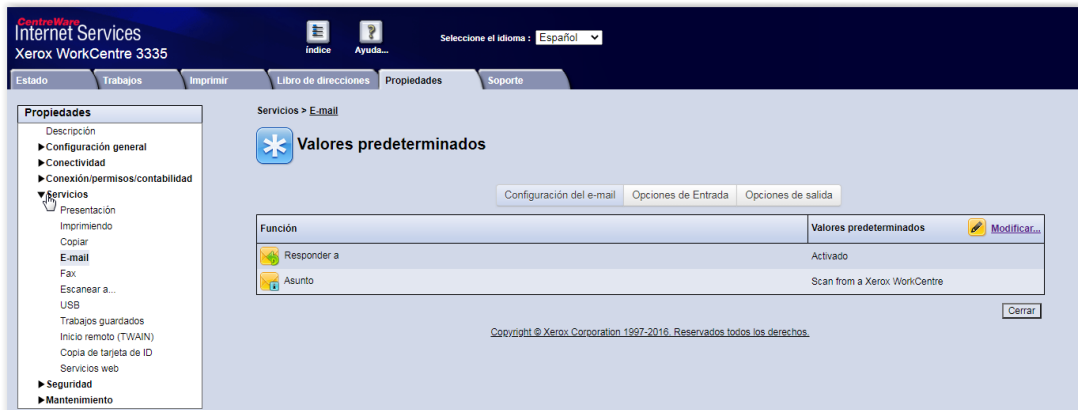 CentreWare
Internet Services
Xerox WorkCentre 3335
índice
Ayuda...
Seleccione el idioma : Español
Estado Trabajos Imprimir Libro de direcciones Propiedades Soporte
Propiedades
Descripción
Configuración general
Conectividad
Conexión/permisos/contabilidad
Servicios
Presentación
Imprimiendo
Copiar
E-mail
Fax
Escanear a...
USB
Trabajos guardados
Inicio remoto (TWAIN)
Copia de tarjeta de ID
Servicios web
Seguridad
Mantenimiento
Servicios > E-mail
Valores predeterminados
Configuración del e-mail Opciones de Entrada Opciones de salida
Función Valores predeterminados Modificar...
Responder a Activado
Asunto Scan from a Xerox WorkCentre
Cerrar
Copyright © Xerox Corporation 1997-2016. Reservados todos los derechos.